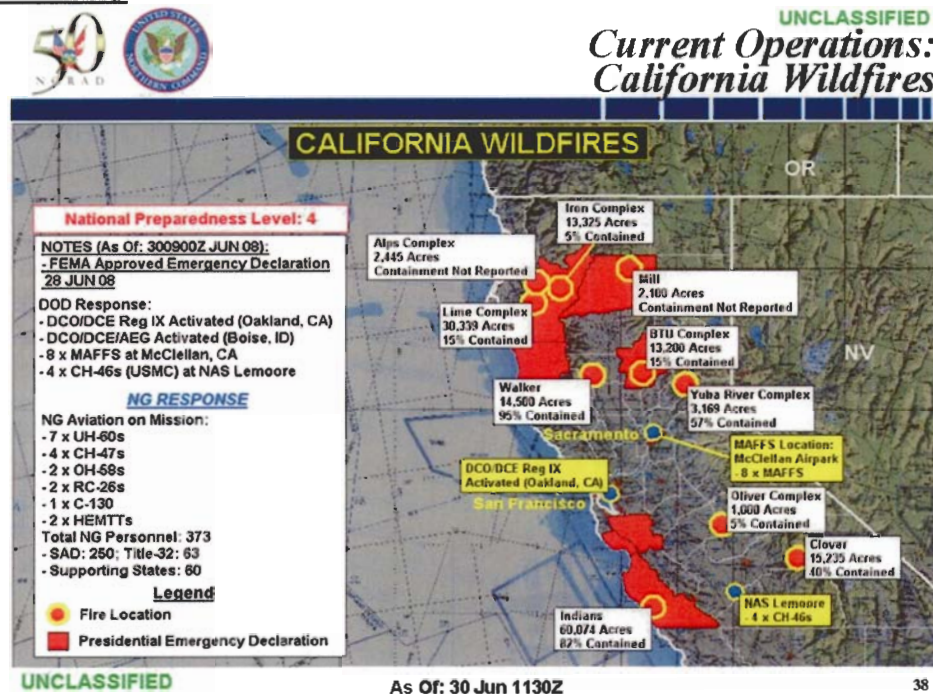 50
NORAD
UNITED STATES
NORTHERN COMMAND
UNCLASSIFIED
Current Operations:
California Wildfires
CALIFORNIA WILDFIRES
OR
NV
National Preparedness Level: 4
NOTES (As Of: 300900Z JUN 08):
- FEMA Approved Emergency Declaration
28 JUN 08
DOD Response:
- DCO/DCE Reg IX Activated (Oakland, CA)
- DCO/DCE/AEG Activated (Boise, ID)
- 8 x MAFFS at McClellan, CA
- 4 x CH-46s (USMC) at NAS Lemoore
NG RESPONSE
NG Aviation on Mission:
- 7 x UH-60s
- 4 x CH-47s
- 2 x OH-58s
- 2 x RC-26s
- 1 x C-130
- 2 x HEMTTs
Total NG Personnel: 373
- SAD: 250; Title-32: 63
- Supporting States: 60
Legend
Fire Location
Presidential Emergency Declaration
Iron Complex
13,325 Acres
5% Contained
Alps Complex
2,445 Acres
Containment Not Reported
Mill
2,100 Acres
Containment Not Reported
Lime Complex
30,339 Acres
15% Contained
BTU Complex
13,200 Acres
15% Contained
Walker
14,500 Acres
95% Contained
Yuba River Complex
3,169 Acres
57% Contained
Sacramento
MAFFS Location:
McClellan Airpark
- 8 x MAFFS
DCO/DCE Reg IX
Activated (Oakland, CA)
San Francisco
Oliver Complex
1,000 Acres
5% Contained
Clover
15,235 Acres
40% Contained
NAS Lemoore
- 4 x CH-46s
Indians
60,074 Acres
82% Contained
UNCLASSIFIED
As Of: 30 Jun 1130Z
38